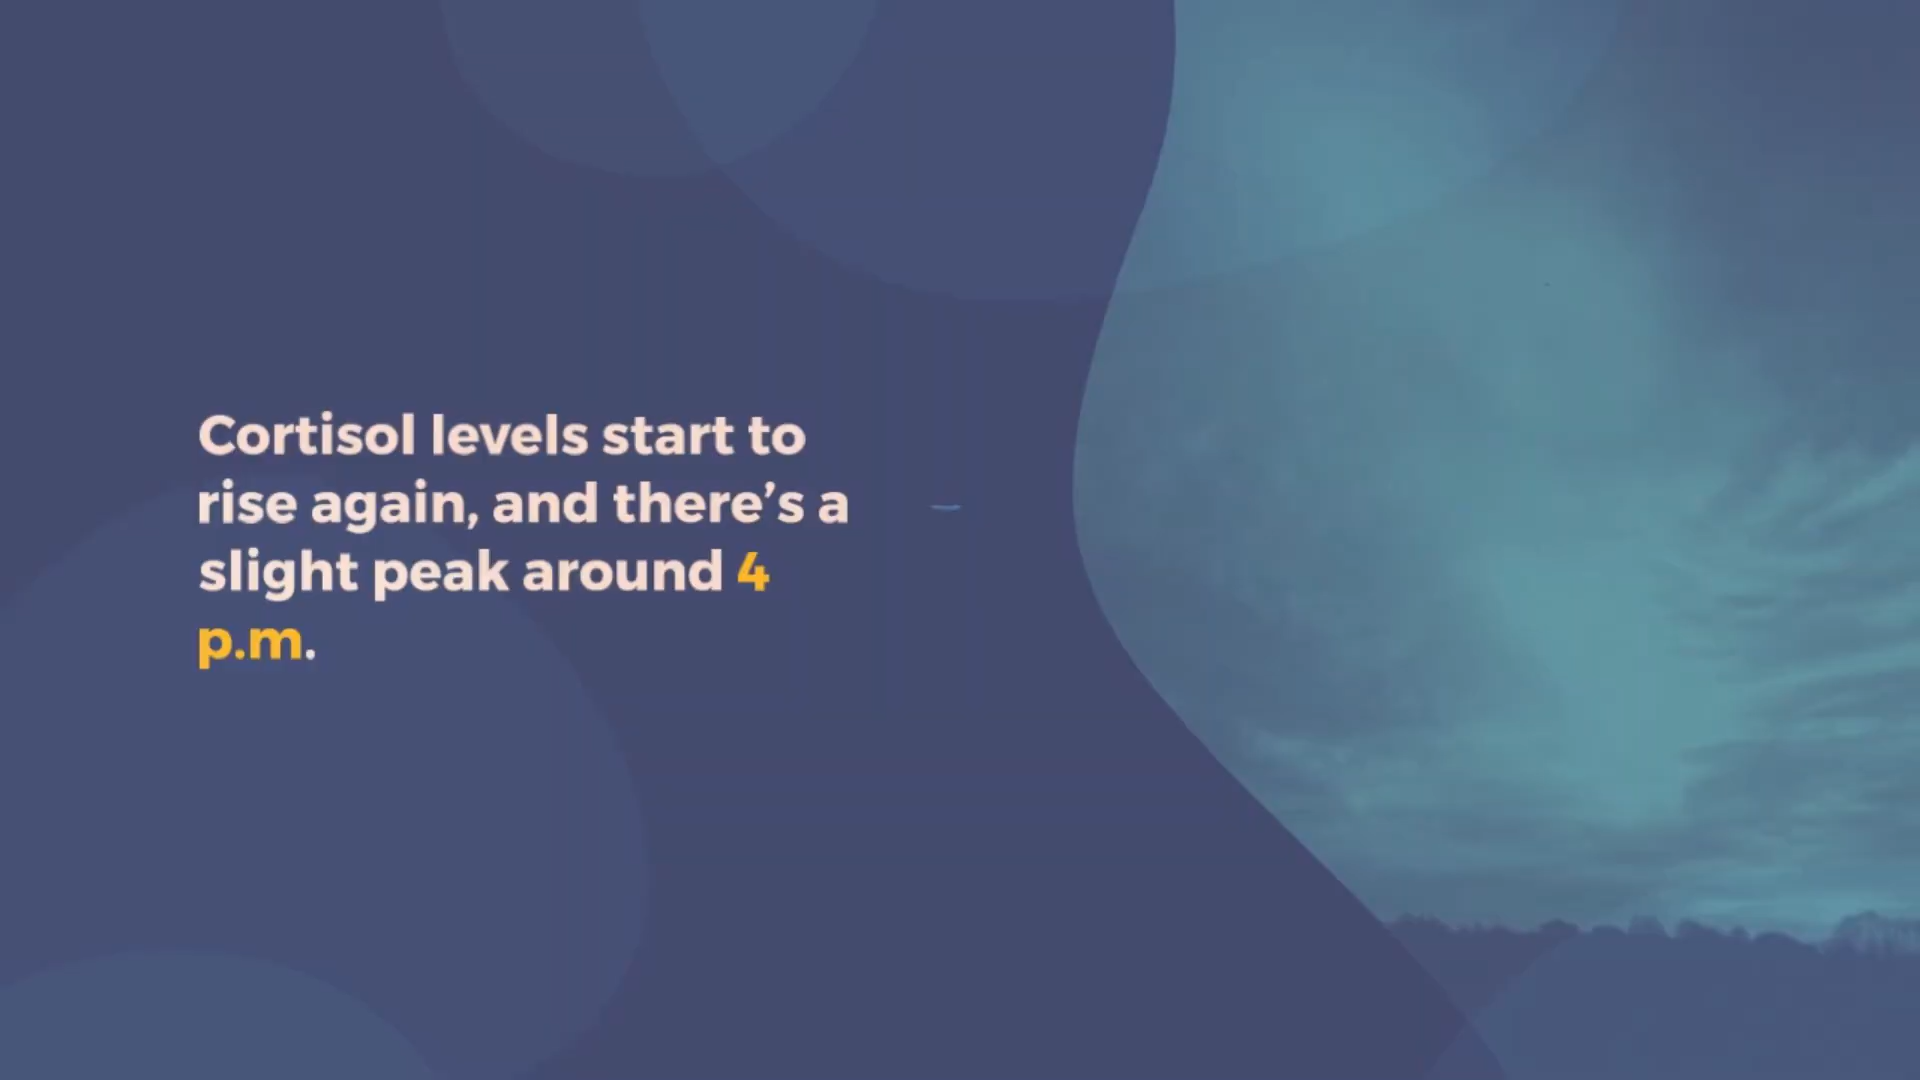 Cortisol levels start to
rise again, and there’s a
slight peak around 4
p.m.